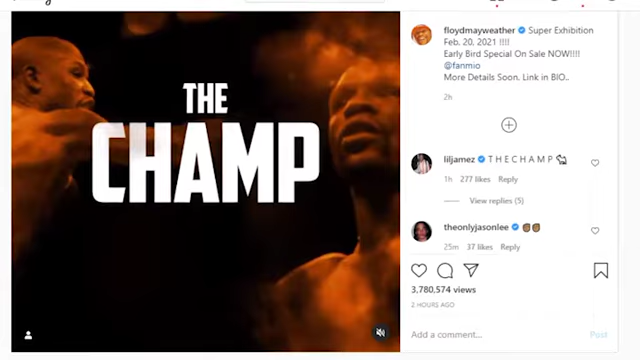 THE
CHAMP
floydmayweather Super Exhibition
Feb. 20, 2021 !!!!
Early Bird Special On Sale NOW!!!!
@fanmio
More Details Soon. Link in BIO..
2h
liljamez T H E C H A M P
1h 277 likes Reply
View replies (5)
theonlyjasonlee
25m 37 likes Reply
3,780,574 views
2 HOURS AGO
Add a comment... Post